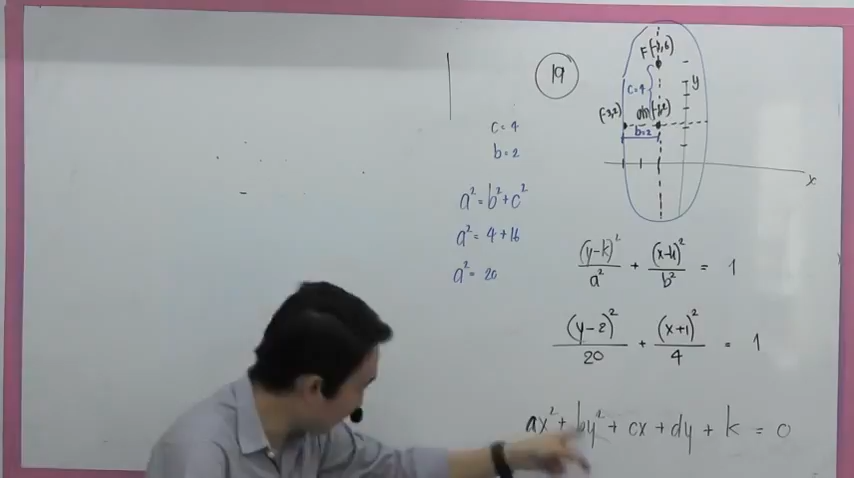 19
F(-1,6)
c=4
y
(-3,2)
b=2
x
c=4
b=2
a²=b²+c²
a²=4+16
a²=20
(y-k)²/a² + (x-h)²/b² = 1
(y-2)²/20 + (x+1)²/4 = 1
ax²+by²+cx+dy+k=0